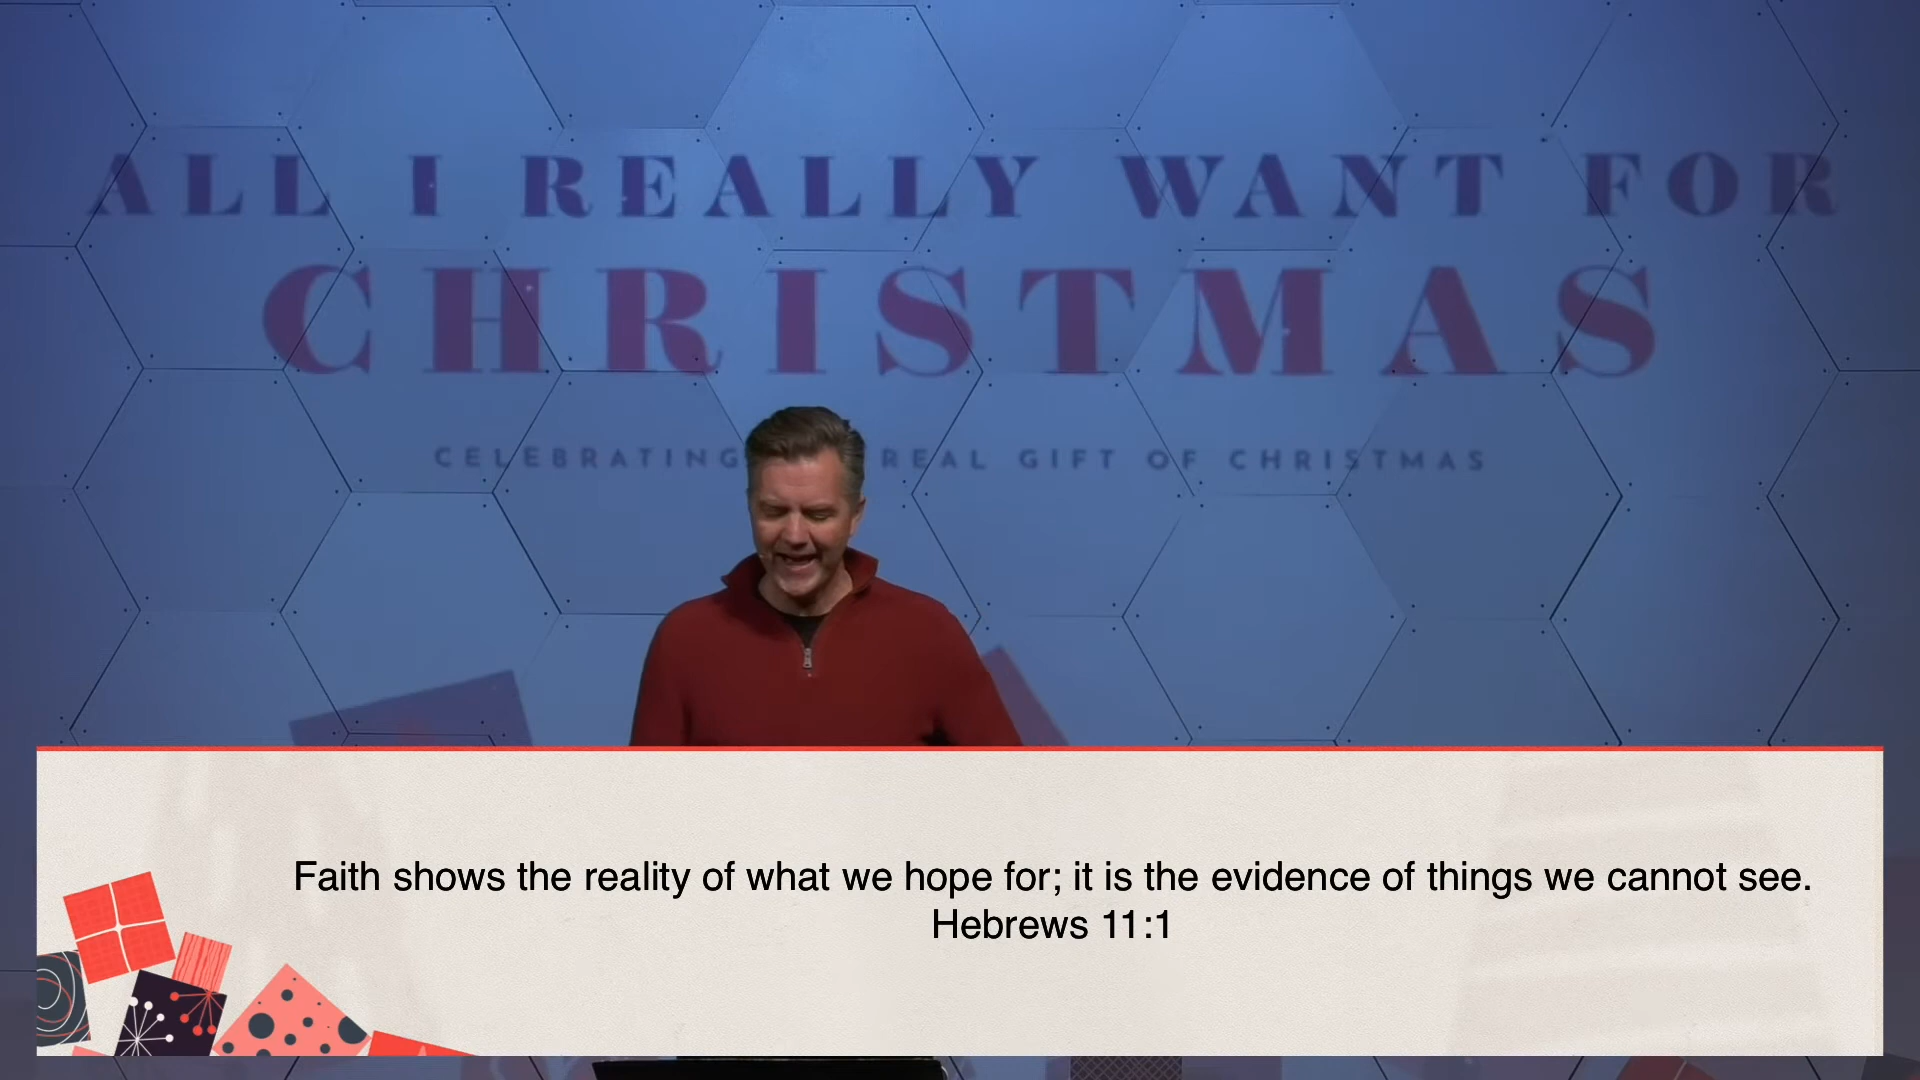 ALL I REALLY WANT FOR
CHRISTMAS
CELEBRATING REAL GIFT OF CHRISTMAS
Faith shows the reality of what we hope for; it is the evidence of things we cannot see.
Hebrews 11:1